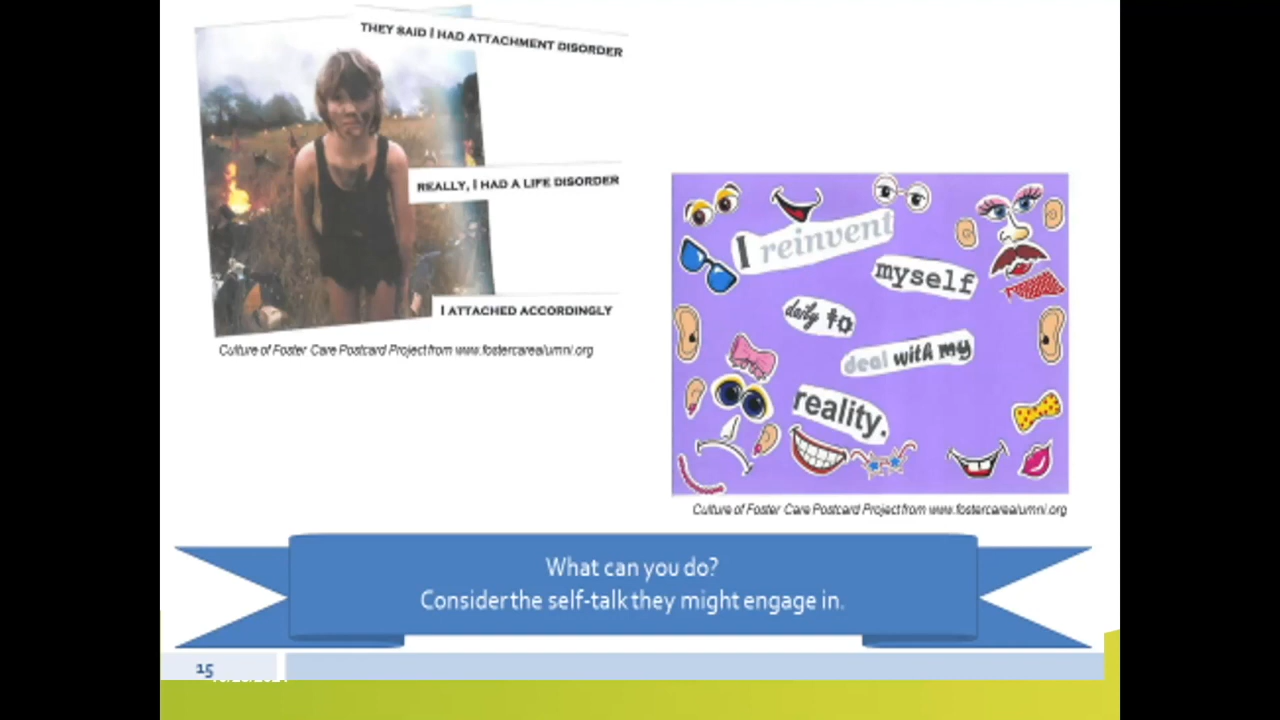 THEY SAID I HAD ATTACHMENT DISORDER
REALLY, I HAD A LIFE DISORDER
I ATTACHED ACCORDINGLY
Culture of Foster Care Postcard Project from www.fostercarealumni.org
I reinvent
myself
daily to
deal with my
reality.
Culture of Foster Care Postcard Project from www.fostercarealumni.org
What can you do?
Consider the self-talk they might engage in.
15